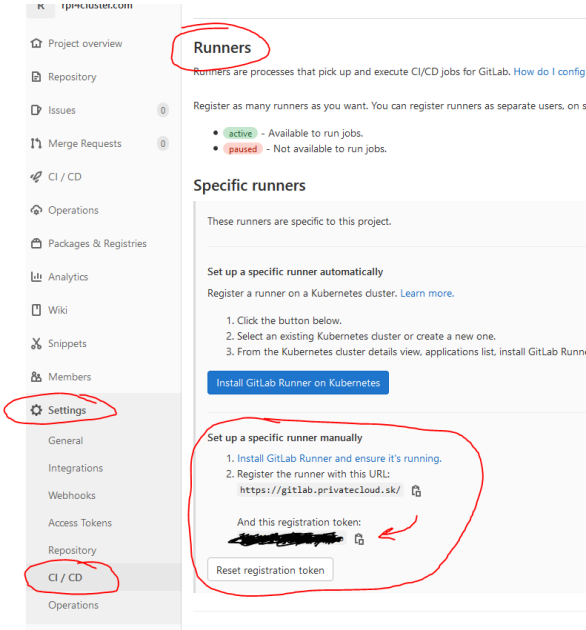 R rpi4cluster.com
Project overview
Repository
Issues 0
Merge Requests 0
CI / CD
Operations
Packages & Registries
Analytics
Wiki
Snippets
Members
Settings
General
Integrations
Webhooks
Access Tokens
Repository
CI / CD
Operations
Runners
Runners are processes that pick up and execute CI/CD jobs for GitLab. How do I config
Register as many runners as you want. You can register runners as separate users, on s
active - Available to run jobs.
paused - Not available to run jobs.
Specific runners
These runners are specific to this project.
Set up a specific runner automatically
Register a runner on a Kubernetes cluster. Learn more.
1. Click the button below.
2. Select an existing Kubernetes cluster or create a new one.
3. From the Kubernetes cluster details view, applications list, install GitLab Runne
Install GitLab Runner on Kubernetes
Set up a specific runner manually
1. Install GitLab Runner and ensure it's running.
2. Register the runner with this URL:
https://gitlab.privatecloud.sk/
And this registration token:
Reset registration token